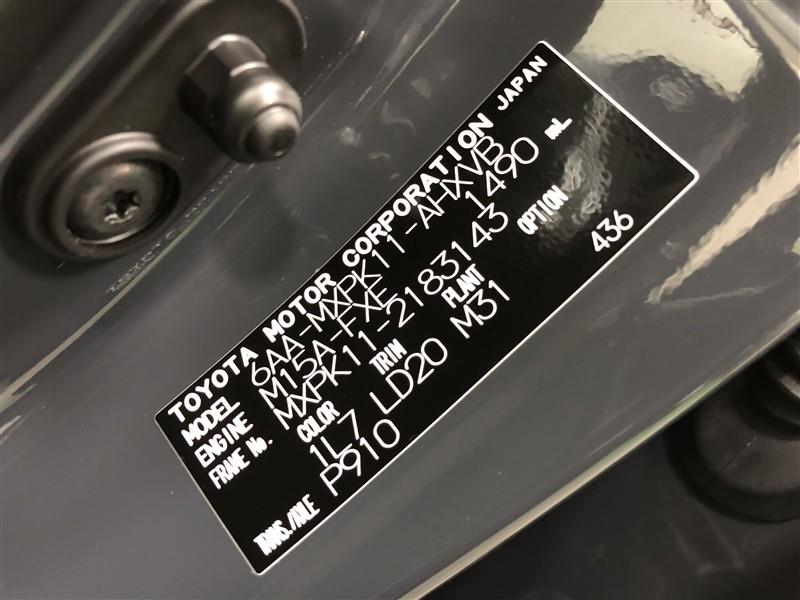 TOYOTA MOTOR CORPORATION JAPAN
MODEL 6AA-MXPK11-AHXVB
ENGINE M15A-FXE 1490 mL
FRAME No. MXPK11-2183143
COLOR TRIM PLANT OPTION
1L7 LD20 M31 436
TRANS./AXLE P910